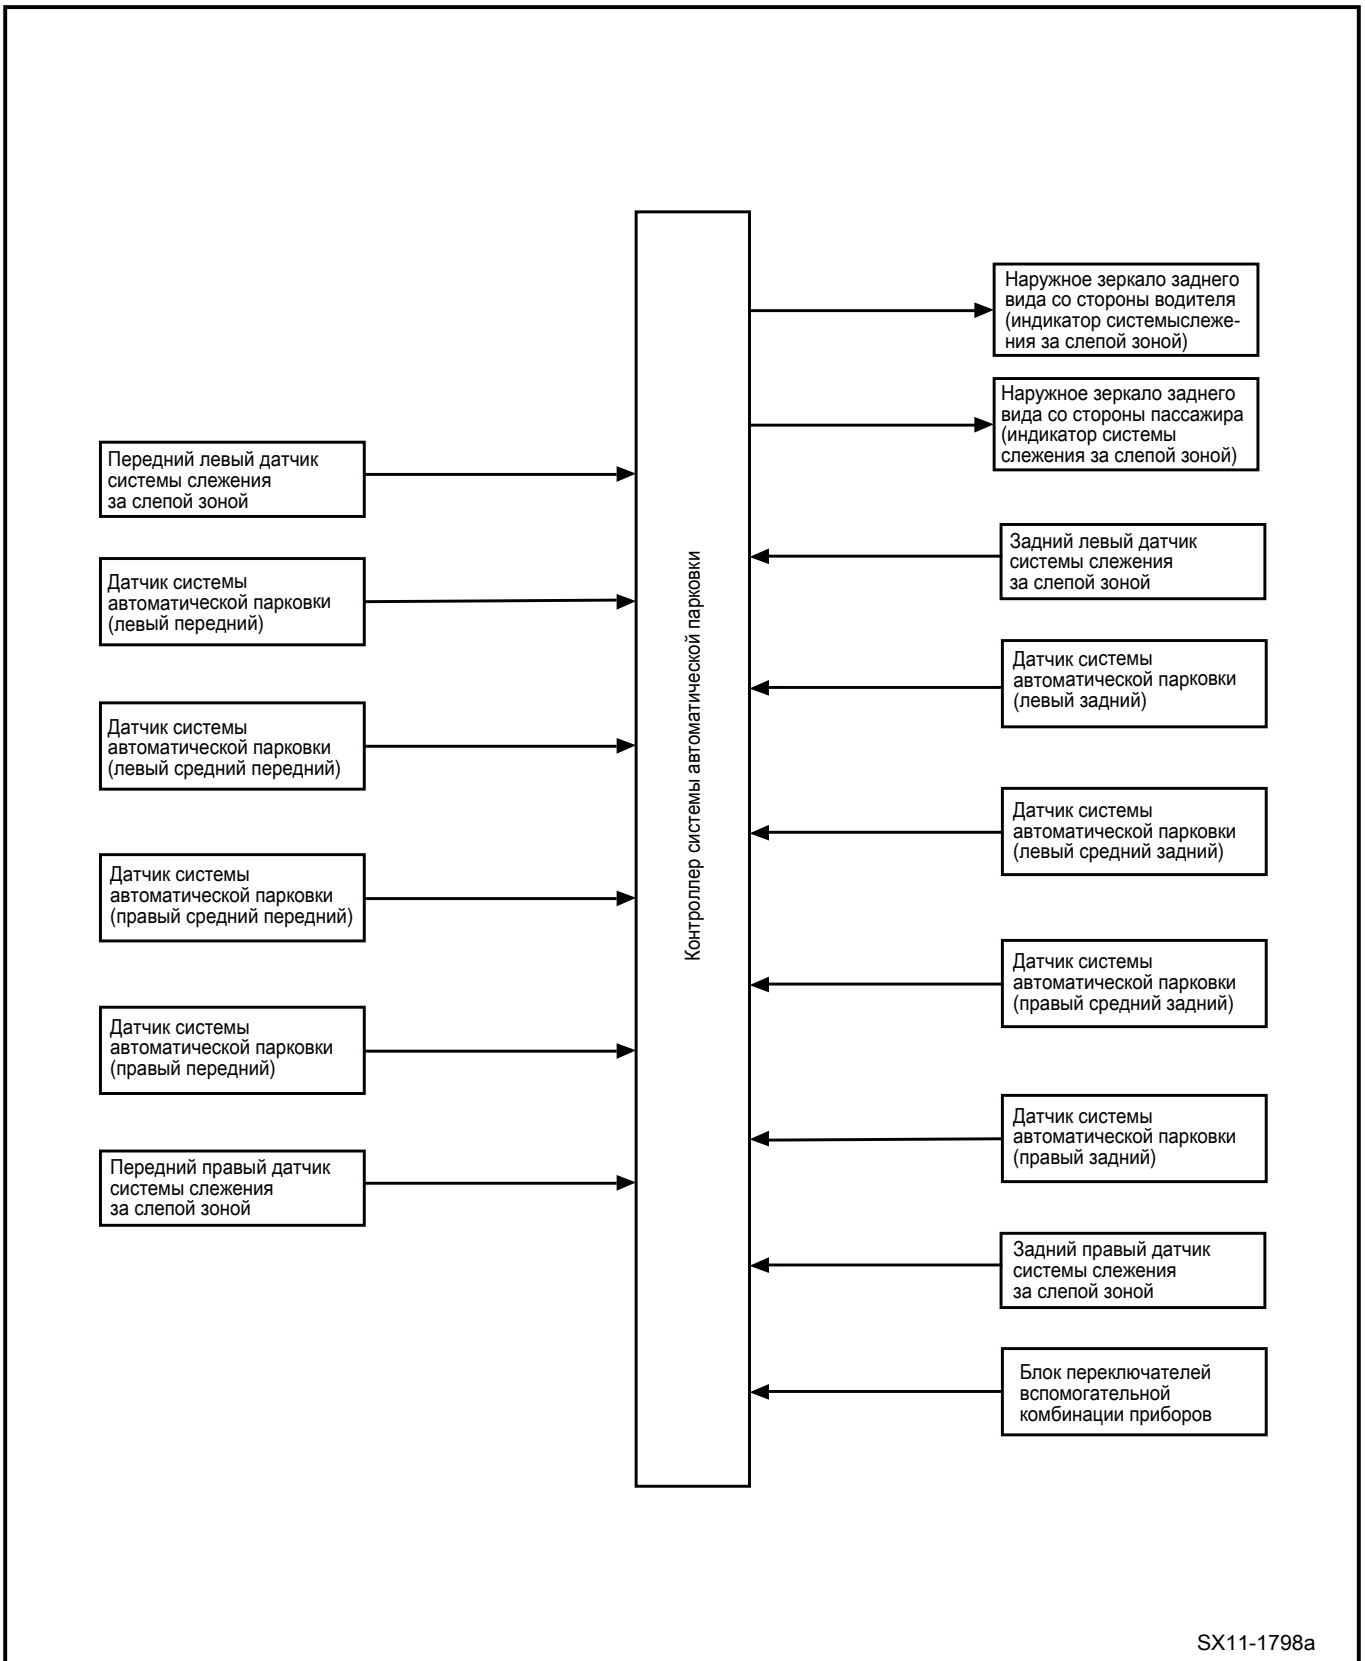 Наружное зеркало заднего
вида со стороны водителя
(индикатор системыслеже-
ния за слепой зоной)
Наружное зеркало заднего
вида со стороны пассажира
(индикатор системы
слежения за слепой зоной)
Передний левый датчик
системы слежения
за слепой зоной
Датчик системы
автоматической парковки
(левый передний)
Датчик системы
автоматической парковки
(левый средний передний)
Датчик системы
автоматической парковки
(правый средний передний)
Датчик системы
автоматической парковки
(правый передний)
Передний правый датчик
системы слежения
за слепой зоной
Контроллер системы автоматической парковки
Задний левый датчик
системы слежения
за слепой зоной
Датчик системы
автоматической парковки
(левый задний)
Датчик системы
автоматической парковки
(левый средний задний)
Датчик системы
автоматической парковки
(правый средний задний)
Датчик системы
автоматической парковки
(правый задний)
Задний правый датчик
системы слежения
за слепой зоной
Блок переключателей
вспомогательной
комбинации приборов
SX11-1798a